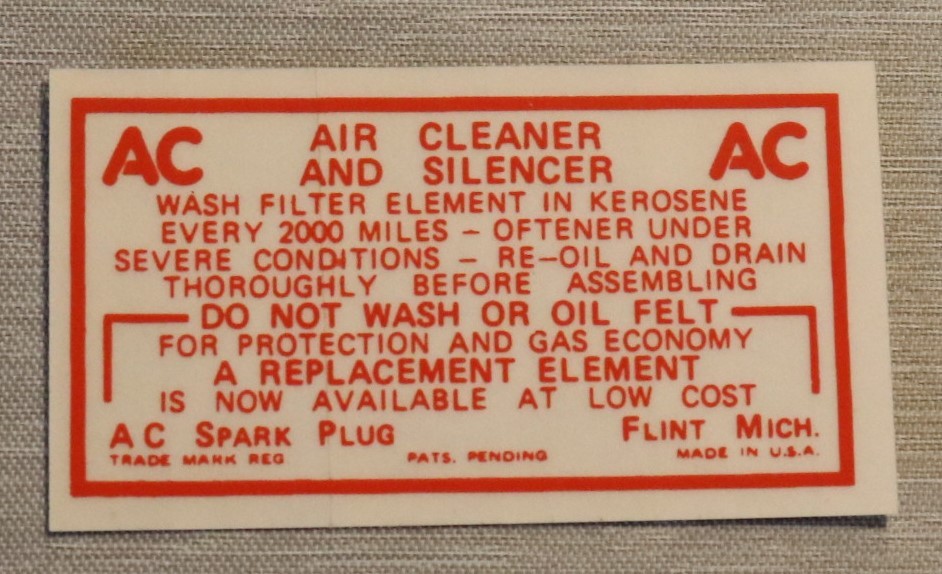 AC AIR CLEANER AC
AND SILENCER
WASH FILTER ELEMENT IN KEROSENE
EVERY 2000 MILES – OFTENER UNDER
SEVERE CONDITIONS – RE-OIL AND DRAIN
THOROUGHLY BEFORE ASSEMBLING
DO NOT WASH OR OIL FELT
FOR PROTECTION AND GAS ECONOMY
A REPLACEMENT ELEMENT
IS NOW AVAILABLE AT LOW COST
AC SPARK PLUG FLINT MICH.
TRADE MARK REG PATS. PENDING MADE IN U.S.A.